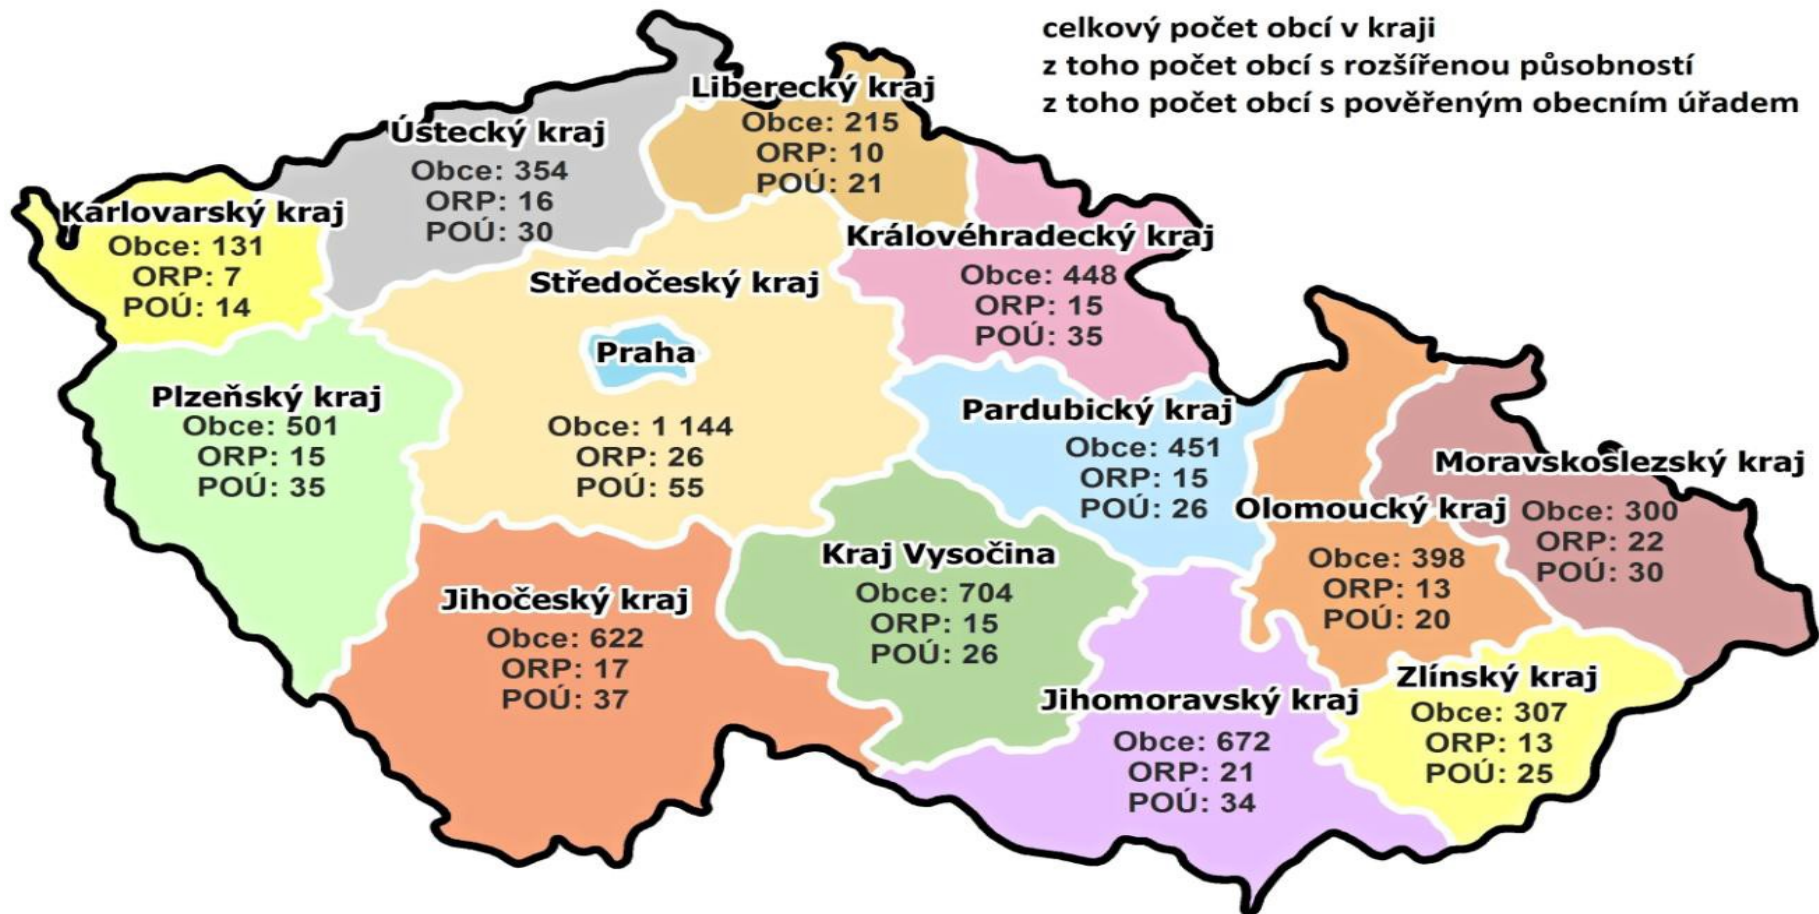 celkový počet obcí v kraji
z toho počet obcí s rozšířenou působností
z toho počet obcí s pověřeným obecním úřadem
Liberecký kraj
Obce: 215
ORP: 10
POÚ: 21
Ústecký kraj
Obce: 354
ORP: 16
POÚ: 30
Karlovarský kraj
Obce: 131
ORP: 7
POÚ: 14
Královéhradecký kraj
Obce: 448
ORP: 15
POÚ: 35
Středočeský kraj
Praha
Obce: 1 144
ORP: 26
POÚ: 55
Plzeňský kraj
Obce: 501
ORP: 15
POÚ: 35
Pardubický kraj
Obce: 451
ORP: 15
POÚ: 26
Moravskoslezský kraj
Obce: 300
ORP: 22
POÚ: 30
Olomoucký kraj
Obce: 398
ORP: 13
POÚ: 20
Kraj Vysočina
Obce: 704
ORP: 15
POÚ: 26
Jihočeský kraj
Obce: 622
ORP: 17
POÚ: 37
Jihomoravský kraj
Obce: 672
ORP: 21
POÚ: 34
Zlínský kraj
Obce: 307
ORP: 13
POÚ: 25